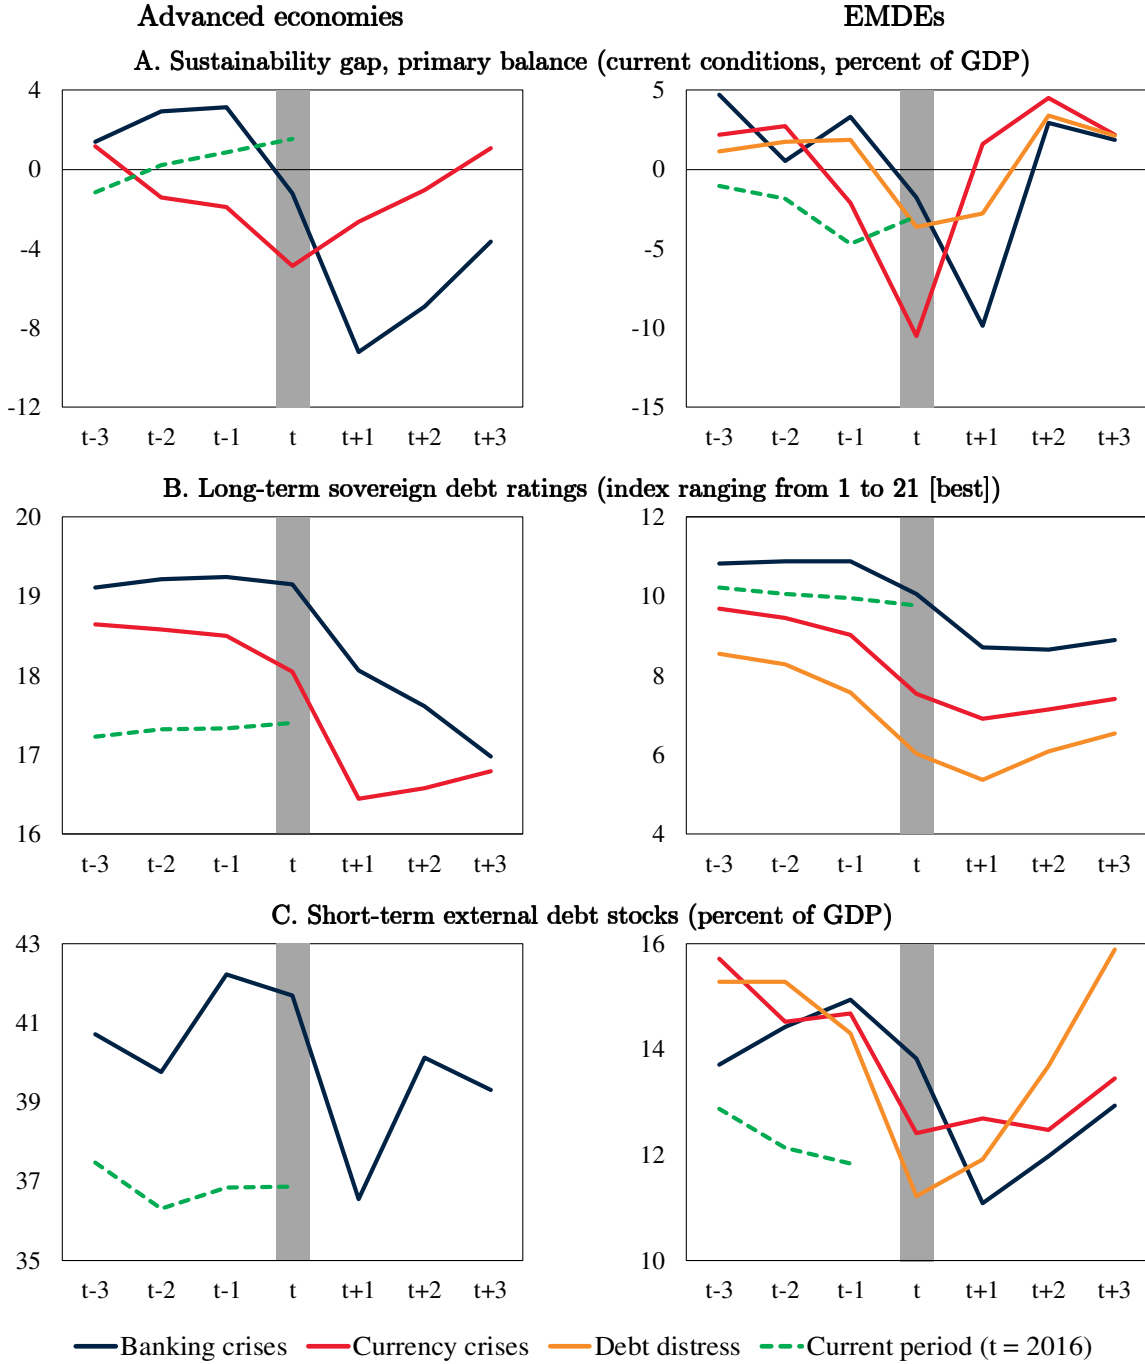 Advanced economies EMDEs
A. Sustainability gap, primary balance (current conditions, percent of GDP)
4 5
0 0
-4 -5
-8 -10
-12 -15
t-3 t-2 t-1 t t+1 t+2 t+3 t-3 t-2 t-1 t t+1 t+2 t+3
B. Long-term sovereign debt ratings (index ranging from 1 to 21 [best])
20 12
19 10
18 8
17 6
16 4
t-3 t-2 t-1 t t+1 t+2 t+3 t-3 t-2 t-1 t t+1 t+2 t+3
C. Short-term external debt stocks (percent of GDP)
43 16
41 14
39 12
37
35 10
t-3 t-2 t-1 t t+1 t+2 t+3 t-3 t-2 t-1 t t+1 t+2 t+3
Banking crises Currency crises Debt distress Current period (t = 2016)